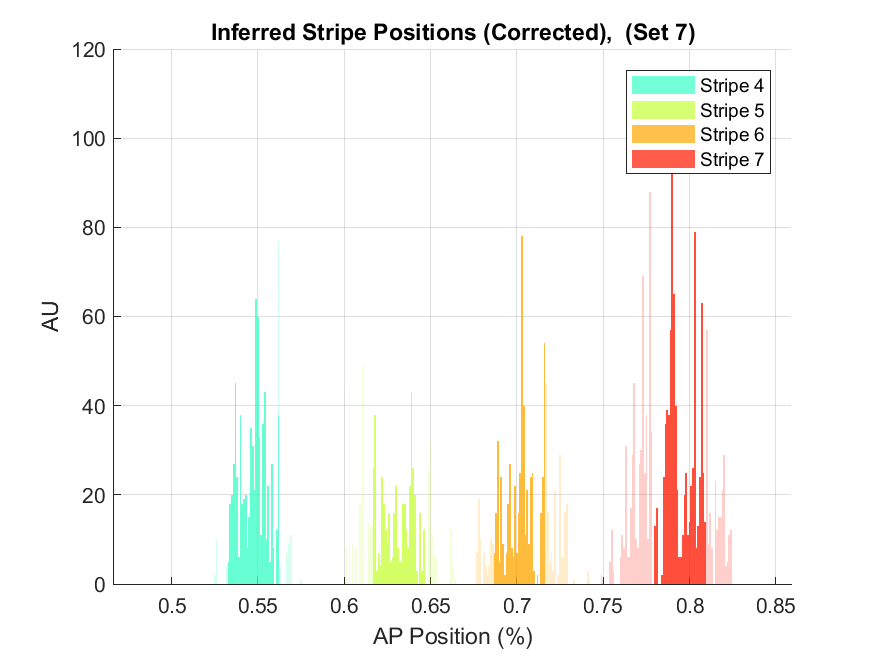 Inferred Stripe Positions (Corrected),  (Set 7)
120
100
80
60
40
20
0
AU
Stripe 4
Stripe 5
Stripe 6
Stripe 7
0.5 0.55 0.6 0.65 0.7 0.75 0.8 0.85
AP Position (%)